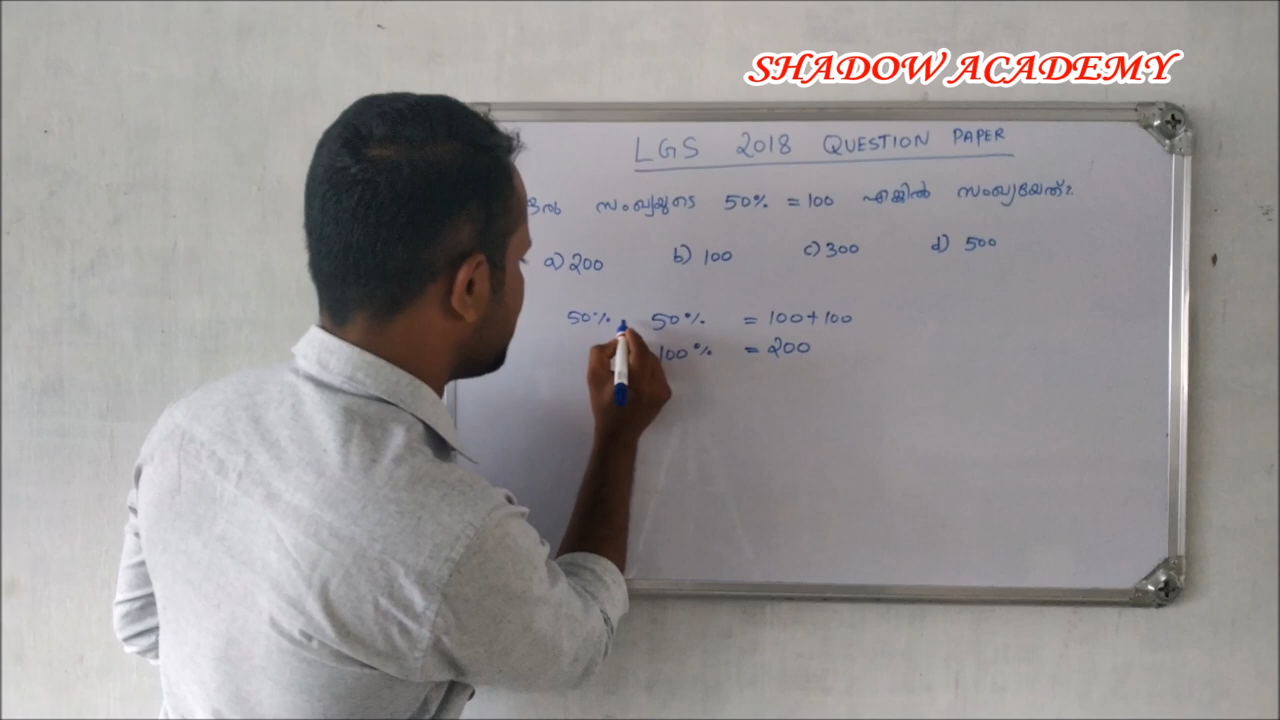 SHADOW ACADEMY
LGS 2018 QUESTION PAPER
ഒരു സംഖ്യയുടെ 50% = 100 എങ്കിൽ സംഖ്യയേത്?
a) 200 b) 100 c) 300 d) 500
50% 50% = 100 + 100
100% = 200